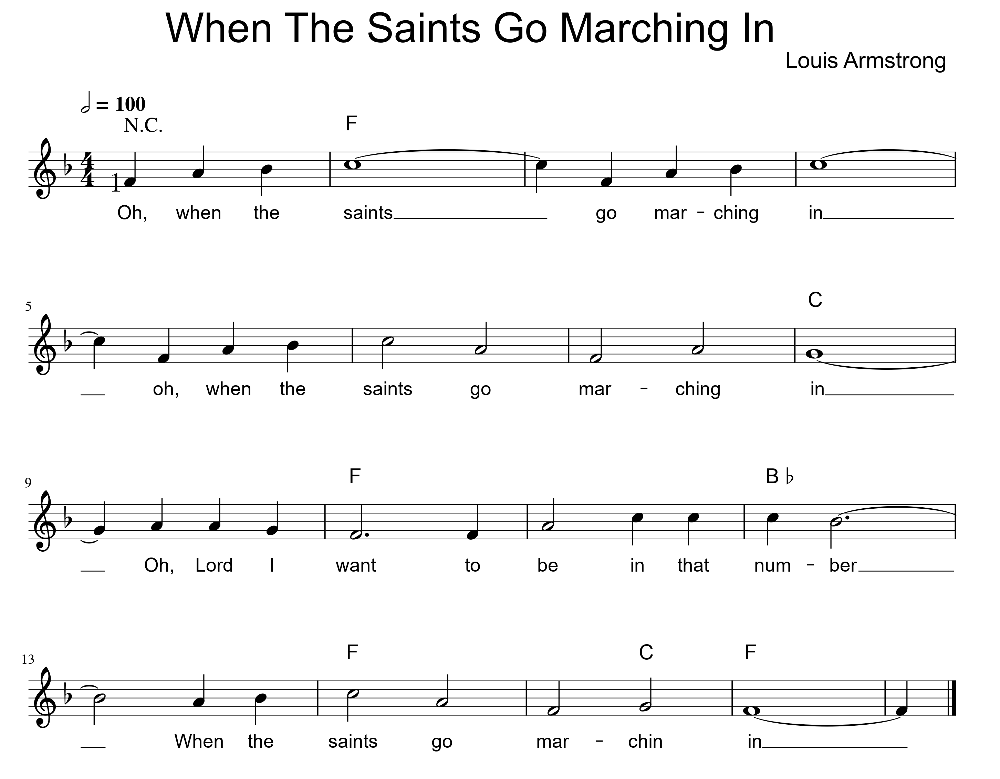 When The Saints Go Marching In
Louis Armstrong
= 100
N.C. F
4
4
1
Oh, when the saints go mar - ching in
5
C
oh, when the saints go mar - ching in
9
F B ♭
Oh, Lord I want to be in that num - ber
13
F C F
When the saints go mar - chin in